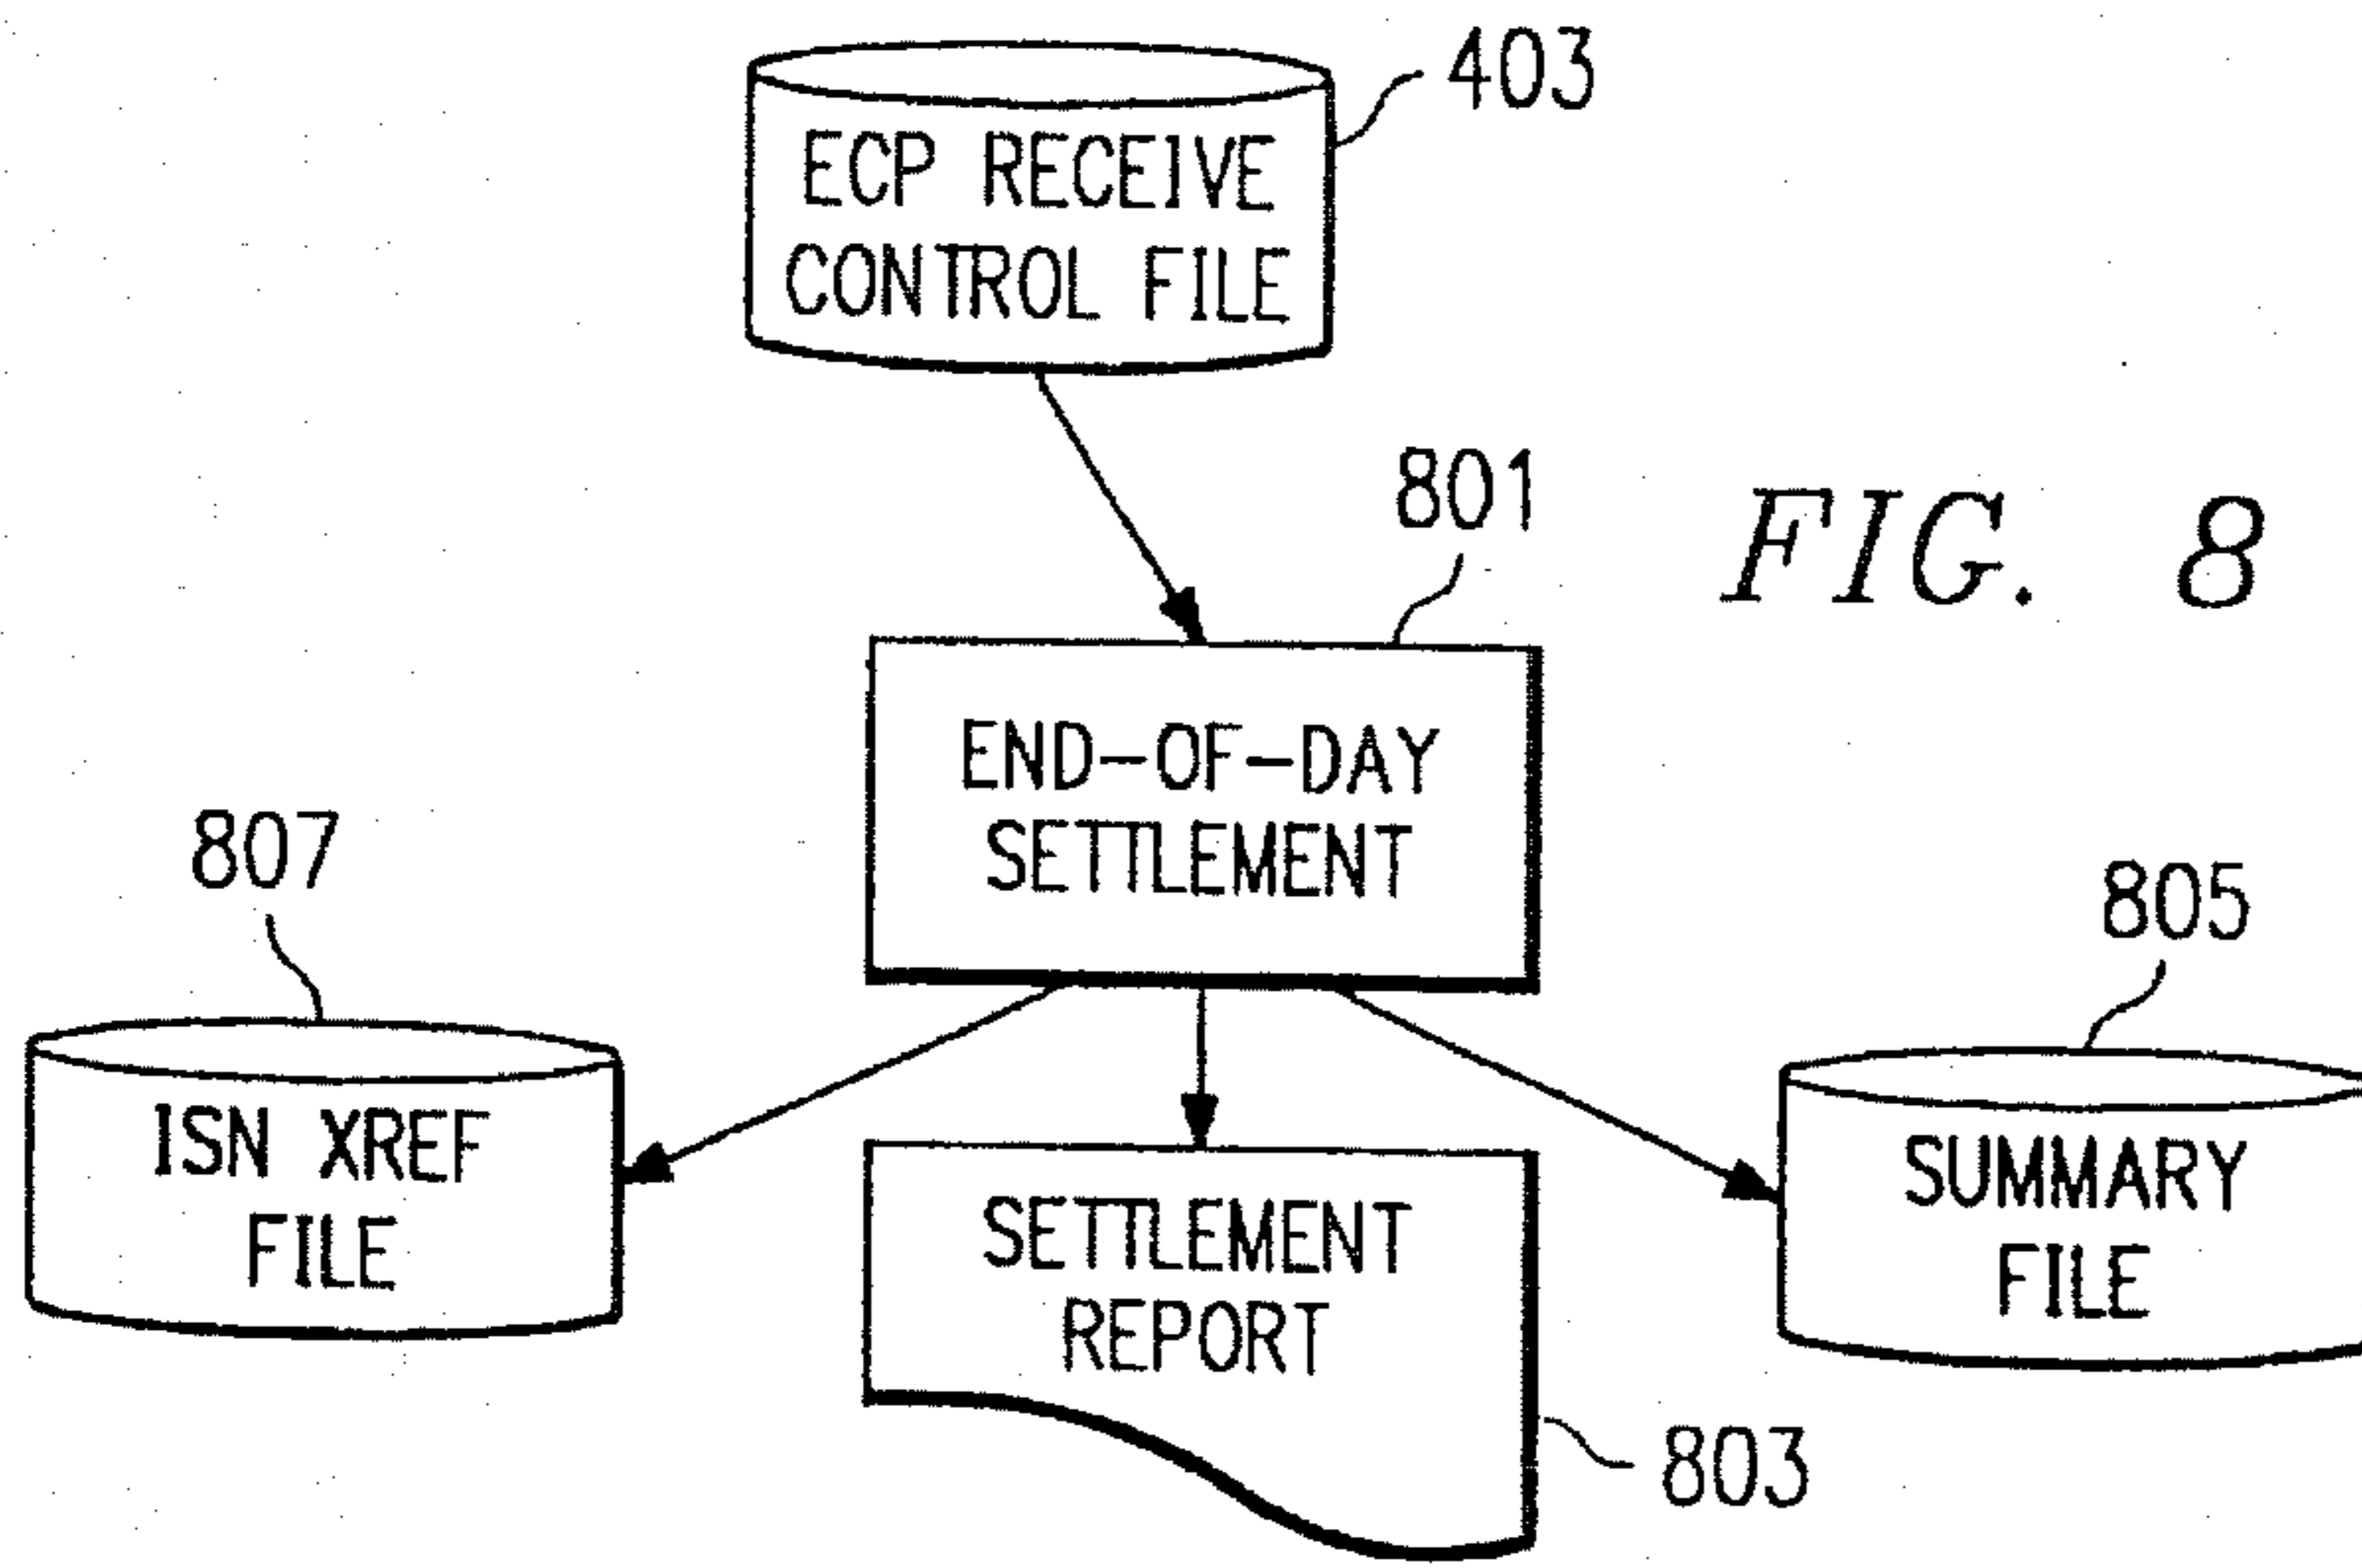 403
ECP RECEIVE
CONTROL FILE
801
FIG. 8
END-OF-DAY
SETTLEMENT
807
805
ISN XREF
FILE
SETTLEMENT
REPORT
SUMMARY
FILE
803